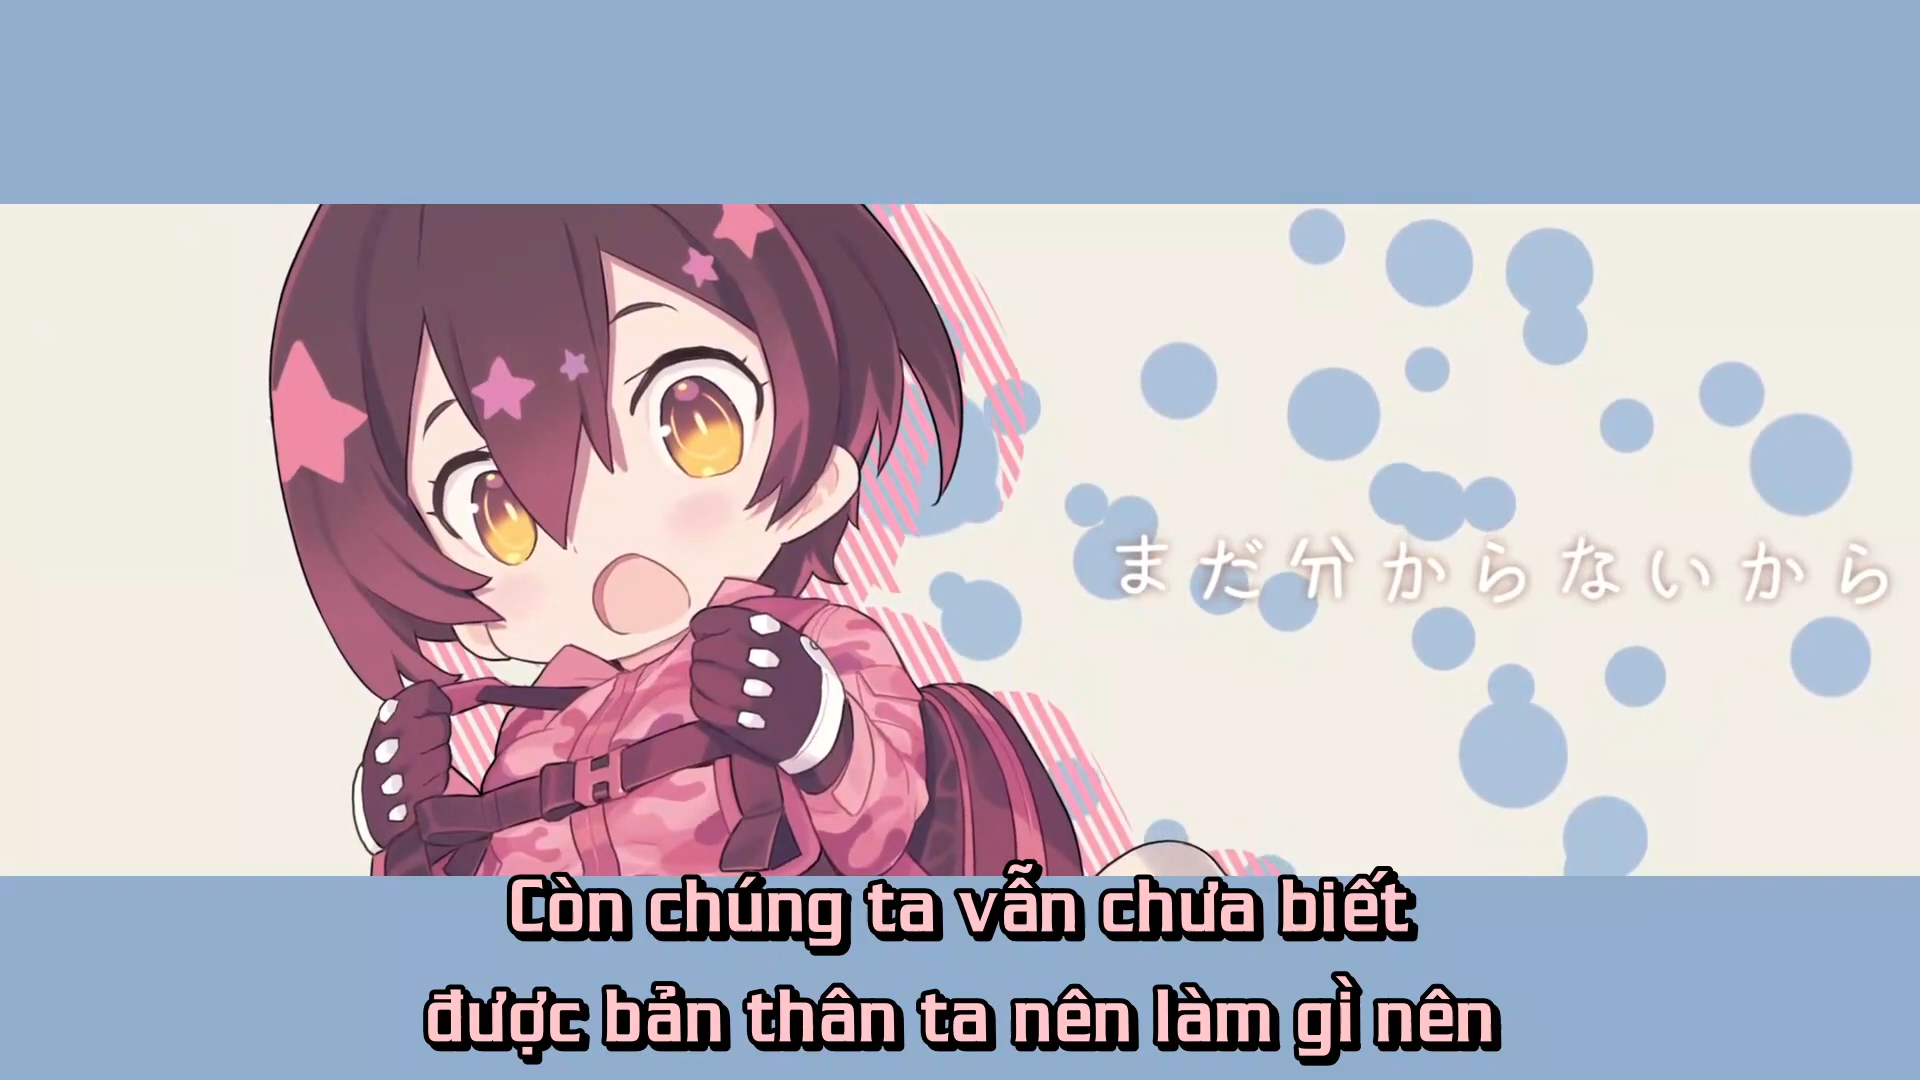 まだ分からないから
Còn chúng ta vẫn chưa biết
được bản thân ta nên làm gì nên